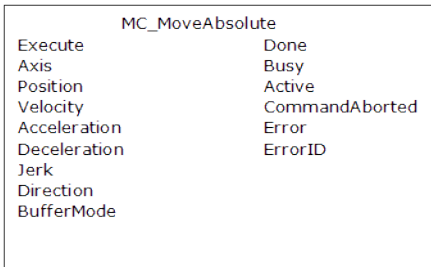 MC_MoveAbsolute
Execute Done
Axis Busy
Position Active
Velocity CommandAborted
Acceleration Error
Deceleration ErrorID
Jerk
Direction
BufferMode